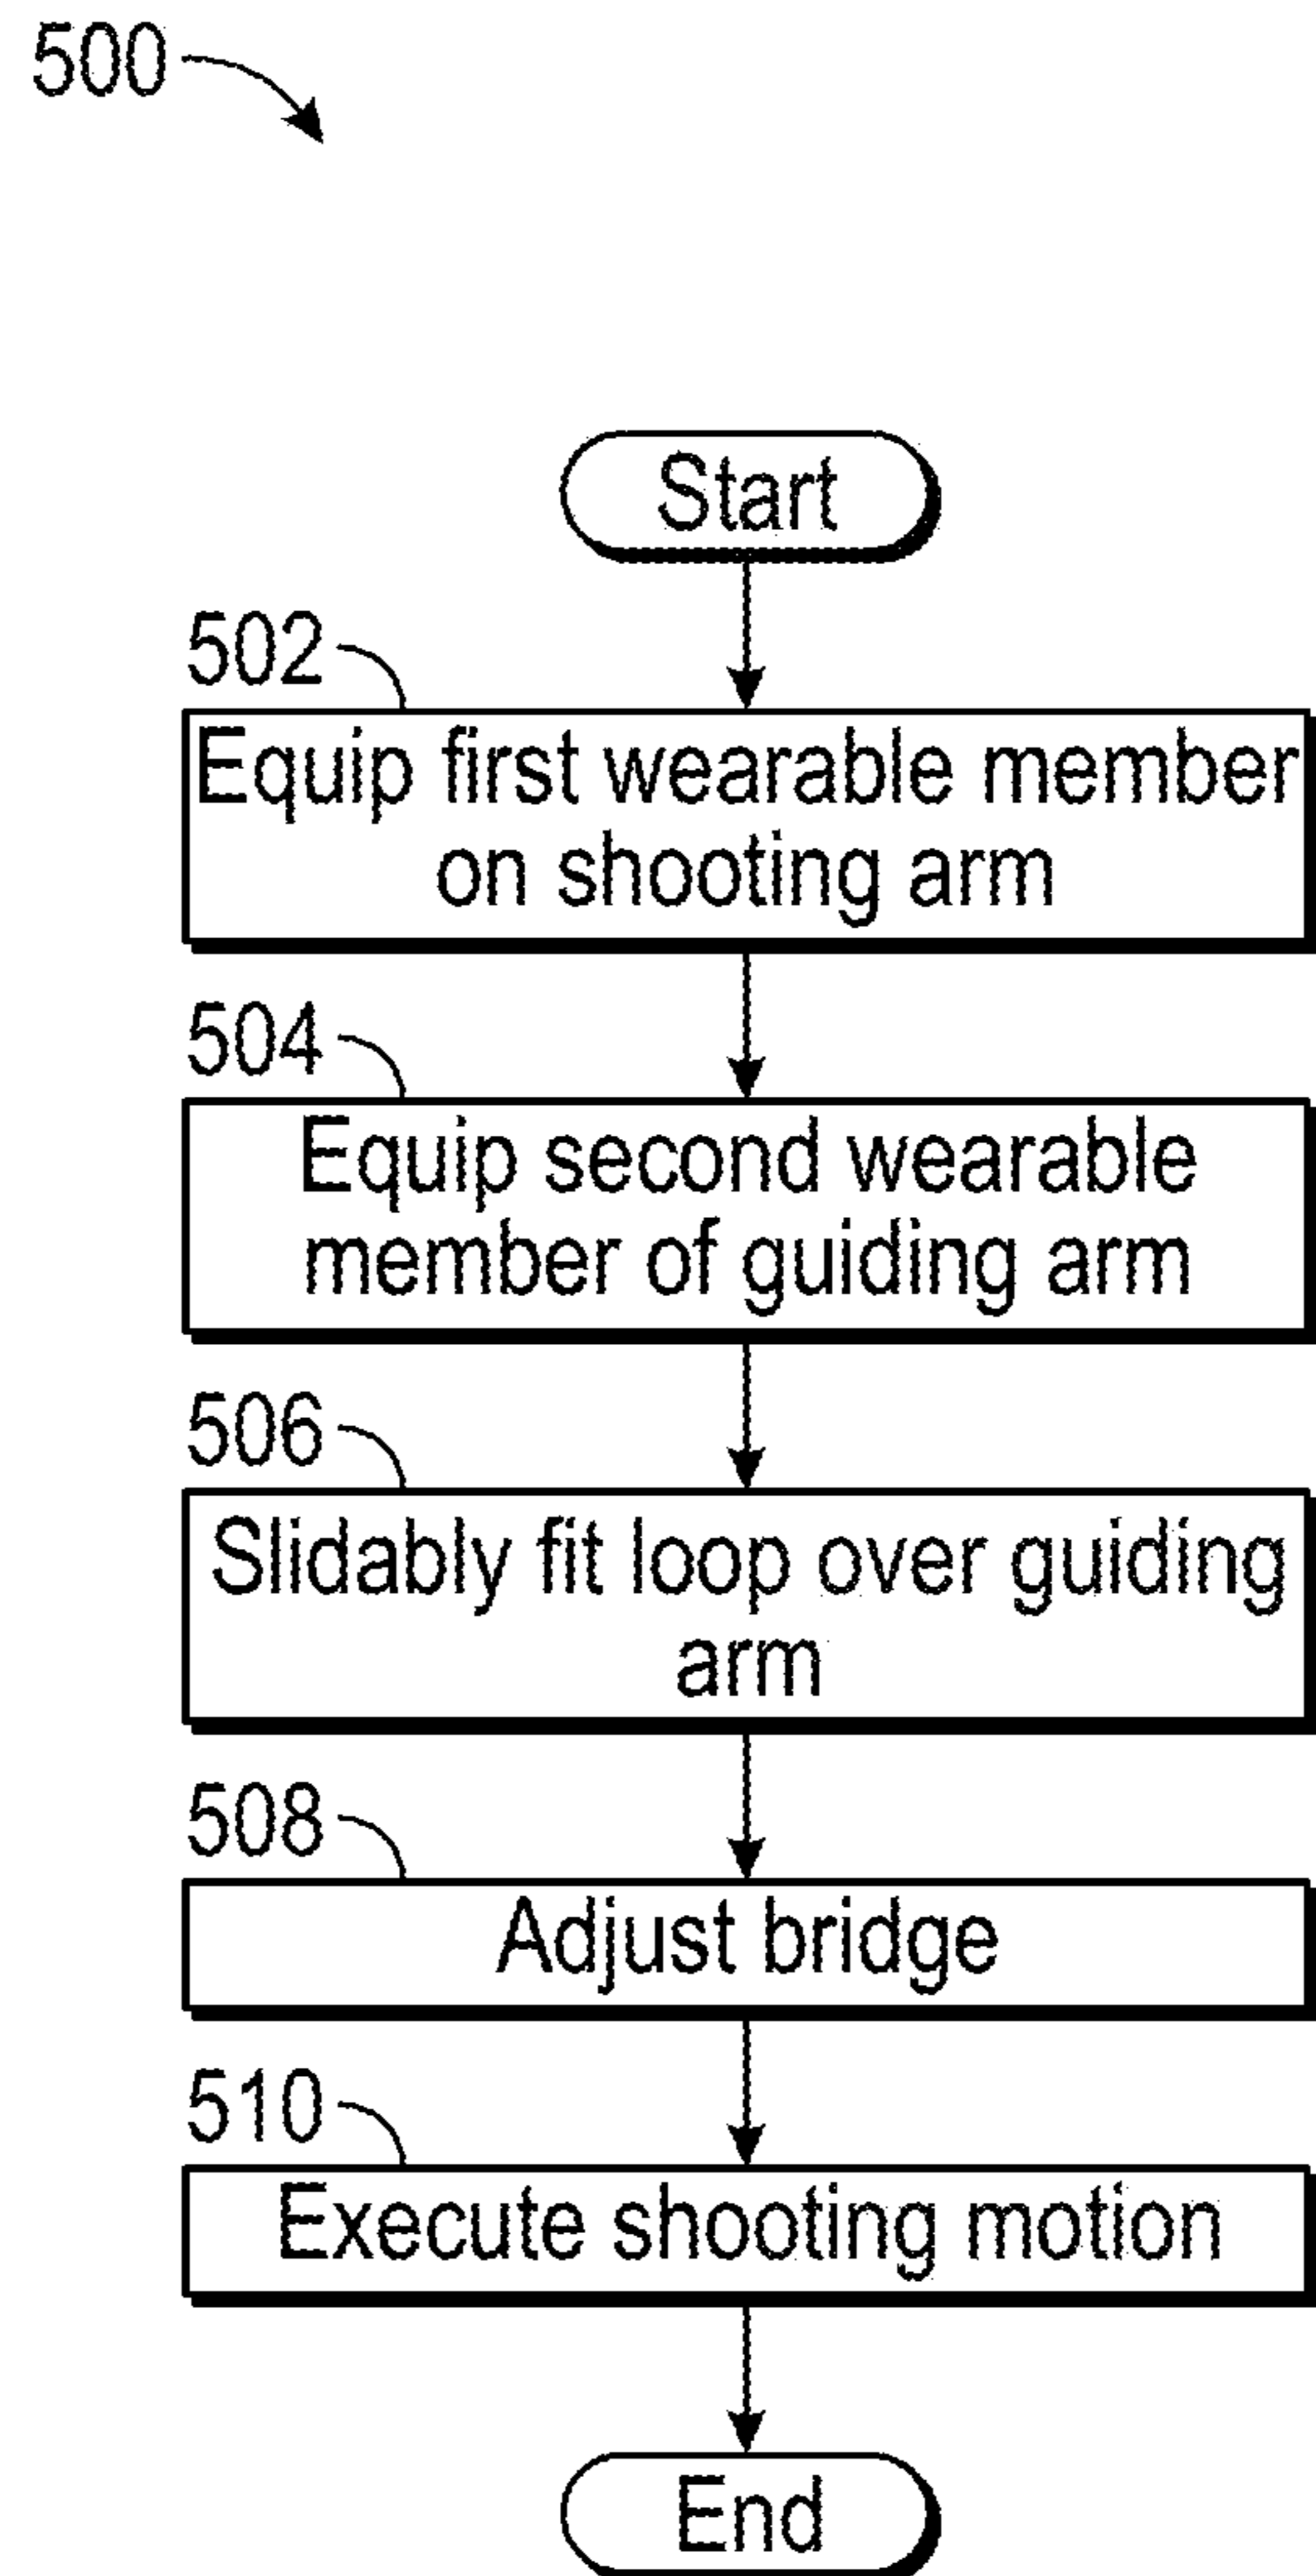 500
Start
502
Equip first wearable member
on shooting arm
504
Equip second wearable
member of guiding arm
506
Slidably fit loop over guiding
arm
508
Adjust bridge
510
Execute shooting motion
End